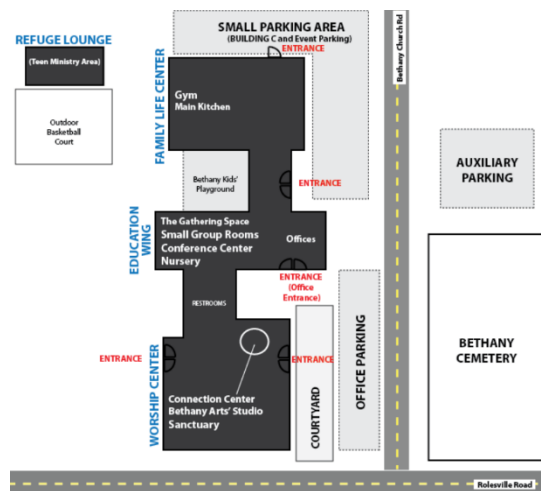 SMALL PARKING AREA
(BUILDING C and Event Parking)
ENTRANCE
Bethany Church Rd
REFUGE LOUNGE
(Teen Ministry Area)
Outdoor
Basketball
Court
FAMILY LIFE CENTER
Gym
Main Kitchen
Bethany Kids'
Playground
ENTRANCE
AUXILIARY
PARKING
EDUCATION
WING
The Gathering Space
Small Group Rooms
Conference Center
Nursery
Offices
ENTRANCE
(Office
Entrance)
RESTROOMS
WORSHIP CENTER
ENTRANCE
ENTRANCE
Connection Center
Bethany Arts' Studio
Sanctuary
COURTYARD
OFFICE PARKING
BETHANY
CEMETERY
Rolesville Road